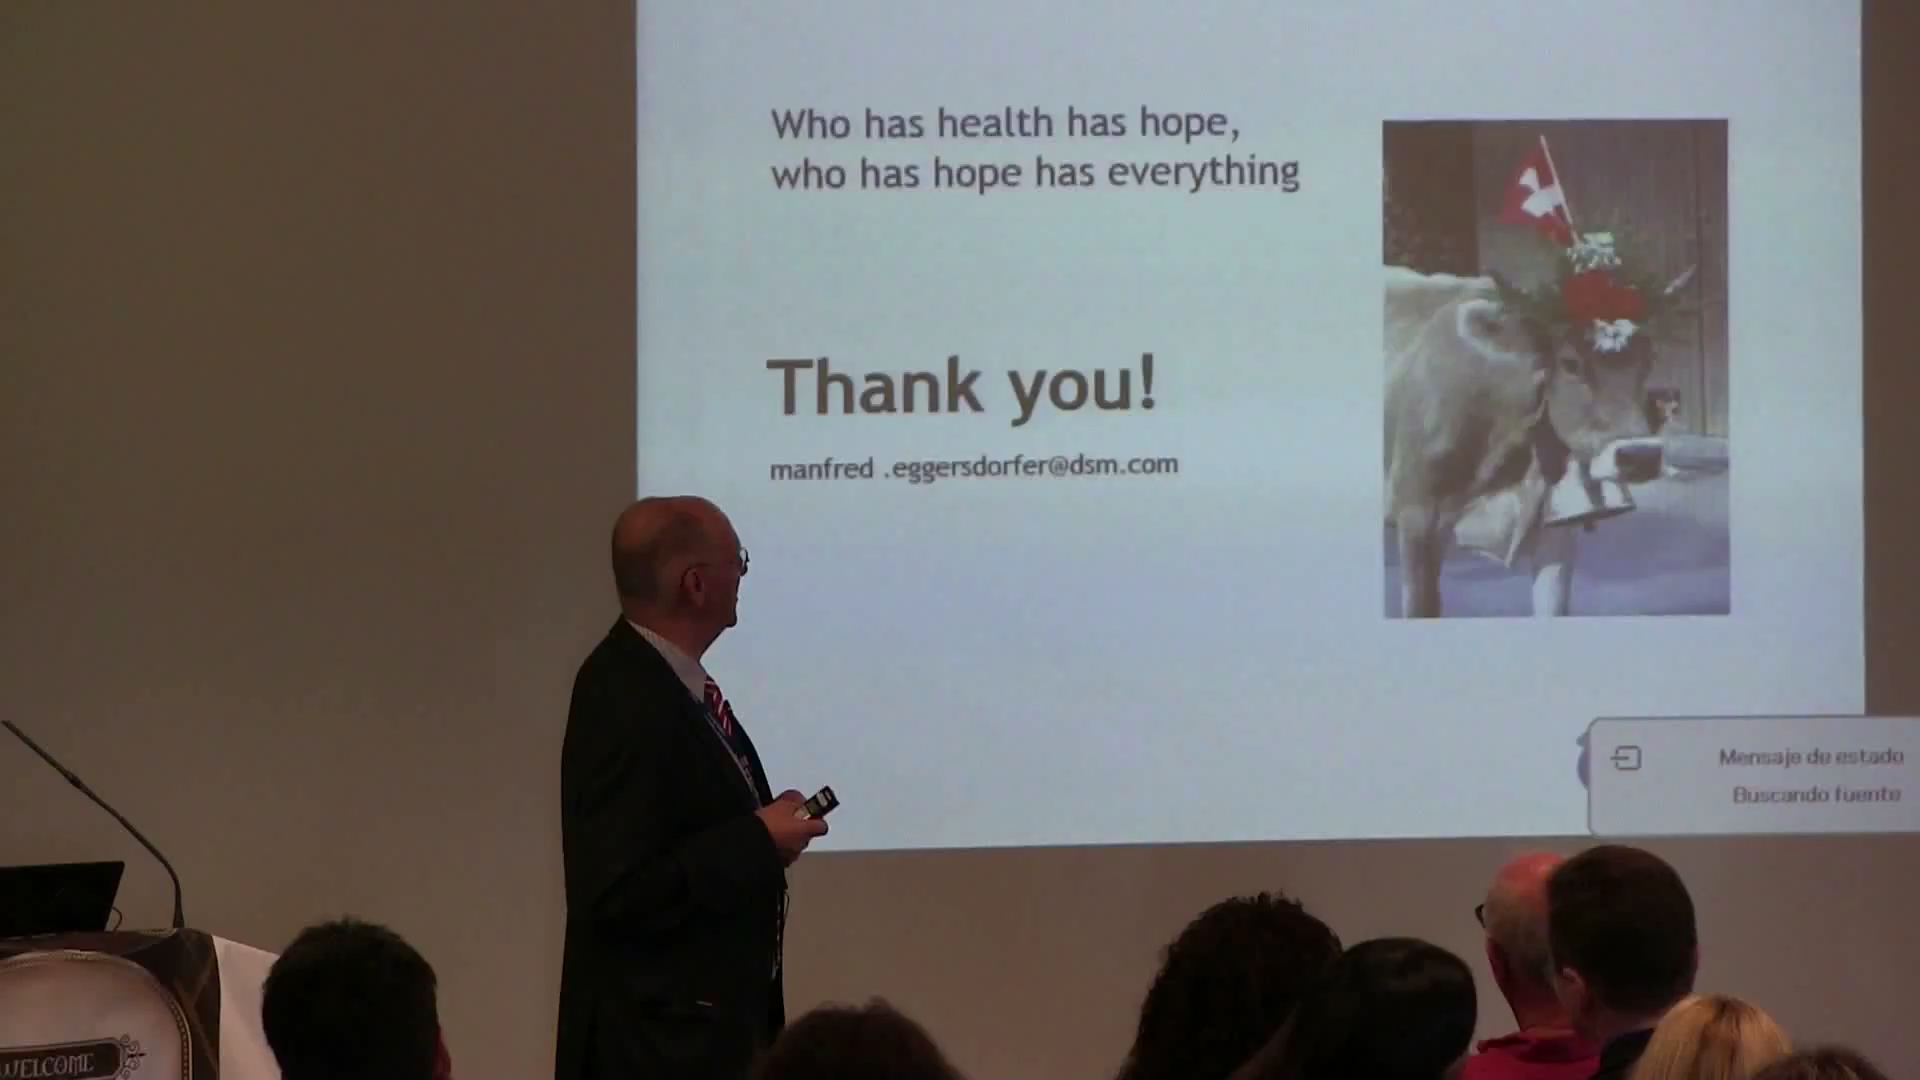 Who has health has hope,
who has hope has everything
Thank you!
manfred .eggersdorfer@dsm.com
Mensaje de estado
Buscando fuente
WELCOME